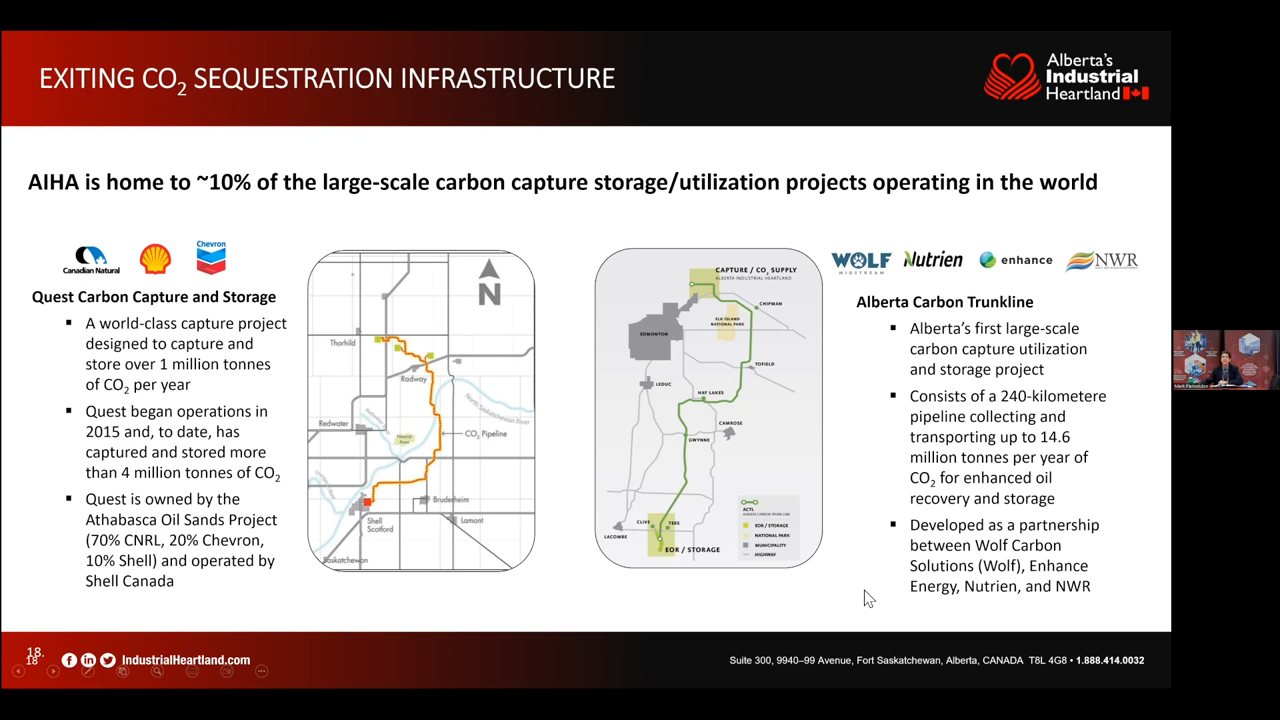 EXITING CO2 SEQUESTRATION INFRASTRUCTURE
Alberta's
Industrial
Heartland
AIHA is home to ~10% of the large-scale carbon capture storage/utilization projects operating in the world
Canadian Natural
Chevron
Quest Carbon Capture and Storage
▪ A world-class capture project
designed to capture and
store over 1 million tonnes
of CO2 per year
▪ Quest began operations in
2015 and, to date, has
captured and stored more
than 4 million tonnes of CO2
▪ Quest is owned by the
Athabasca Oil Sands Project
(70% CNRL, 20% Chevron,
10% Shell) and operated by
Shell Canada
N
Thorhild
Radway
North Saskatchewan River
Redwater
CO2 Pipeline
Bruderheim
Shell
Scotford
Lamont
Saskatchewan
CAPTURE / CO2 SUPPLY
ALBERTA INDUSTRIAL HEARTLAND
CHIPMAN
ELK ISLAND
NATIONAL PARK
EDMONTON
TOFIELD
LEDUC
HAY LAKES
CAMROSE
GWYNNE
CLIVE
TEES
LACOMBE
EOR / STORAGE
ACTL
ALBERTA CARBON TRUNK LINE
EOR / STORAGE
NATIONAL PARK
MUNICIPALITY
HIGHWAY
WOLF
MIDSTREAM
Nutrien
enhance
NWR
Alberta Carbon Trunkline
▪ Alberta's first large-scale
carbon capture utilization
and storage project
▪ Consists of a 240-kilometere
pipeline collecting and
transporting up to 14.6
million tonnes per year of
CO2 for enhanced oil
recovery and storage
▪ Developed as a partnership
between Wolf Carbon
Solutions (Wolf), Enhance
Energy, Nutrien, and NWR
18.
18
IndustrialHeartland.com
Suite 300, 9940–99 Avenue, Fort Saskatchewan, Alberta, CANADA T8L 4G8 • 1.888.414.0032